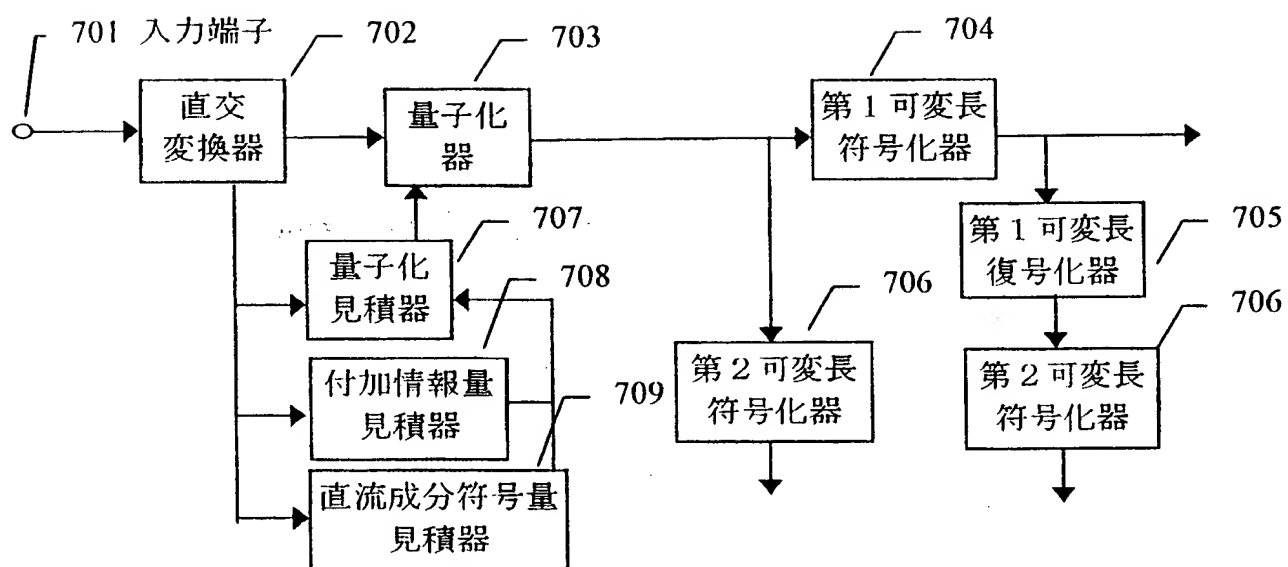 701 入力端子
702
703
704
直交
変換器
量子化
器
第1可変長
符号化器
707
量子化
見積器
708
705
第1可変長
復号化器
706
706
付加情報量
見積器
709
第2可変長
符号化器
第2可変長
符号化器
直流成分符号量
見積器